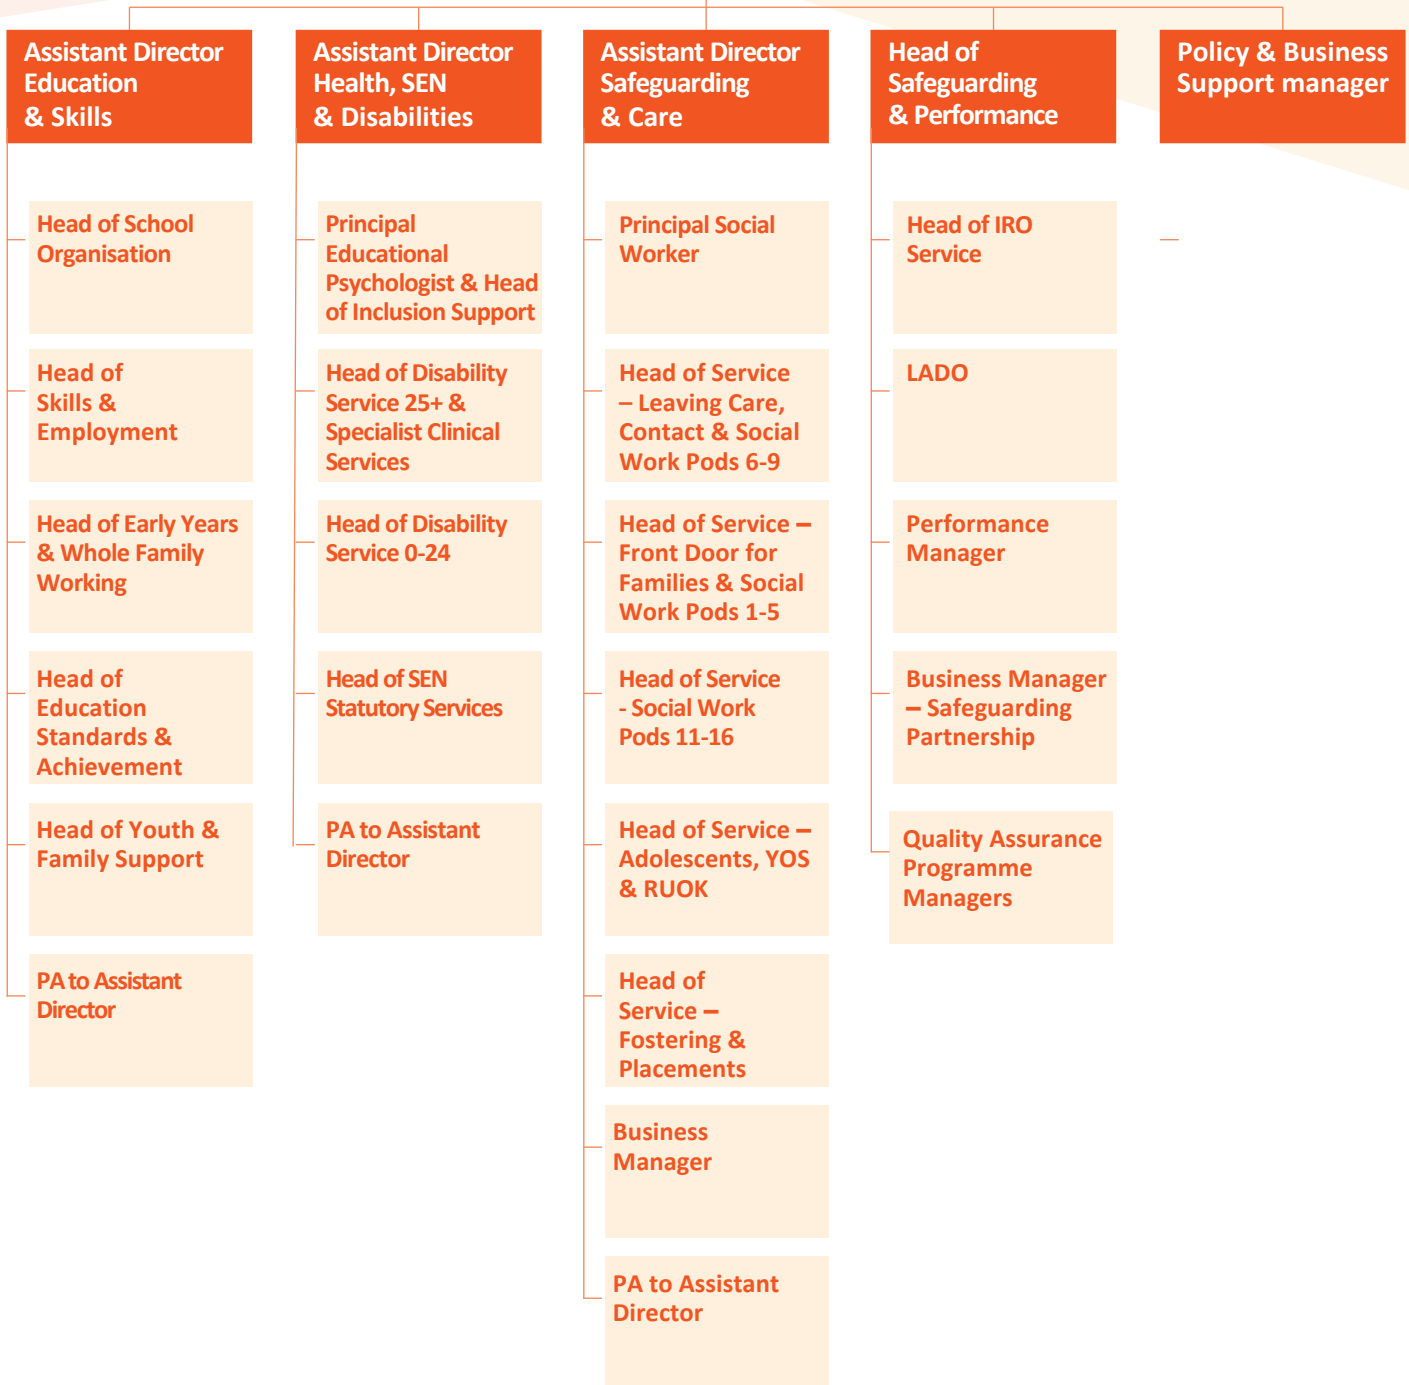 Assistant Director
Education
& Skills
Head of School
Organisation
Head of
Skills &
Employment
Head of Early Years
& Whole Family
Working
Head of
Education
Standards &
Achievement
Head of Youth &
Family Support
PA to Assistant
Director
Assistant Director
Health, SEN
& Disabilities
Principal
Educational
Psychologist & Head
of Inclusion Support
Head of Disability
Service 25+ &
Specialist Clinical
Services
Head of Disability
Service 0-24
Head of SEN
Statutory Services
PA to Assistant
Director
Assistant Director
Safeguarding
& Care
Principal Social
Worker
Head of Service
– Leaving Care,
Contact & Social
Work Pods 6-9
Head of Service –
Front Door for
Families & Social
Work Pods 1-5
Head of Service
- Social Work
Pods 11-16
Head of Service –
Adolescents, YOS
& RUOK
Head of
Service –
Fostering &
Placements
Business
Manager
PA to Assistant
Director
Head of
Safeguarding
& Performance
Head of IRO
Service
LADO
Performance
Manager
Business Manager
– Safeguarding
Partnership
Quality Assurance
Programme
Managers
Policy & Business
Support manager